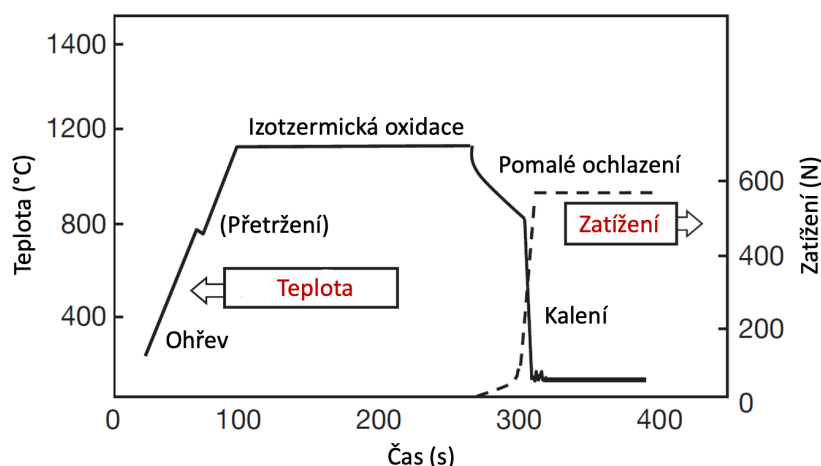 1400
1200
800
400
Teplota (°C)
Izotzermická oxidace
Pomalé ochlazení
(Přetržení)
Zatížení
Teplota
Ohřev
Kalení
600
400
200
0
Zatížení (N)
0
100
200
300
400
Čas (s)